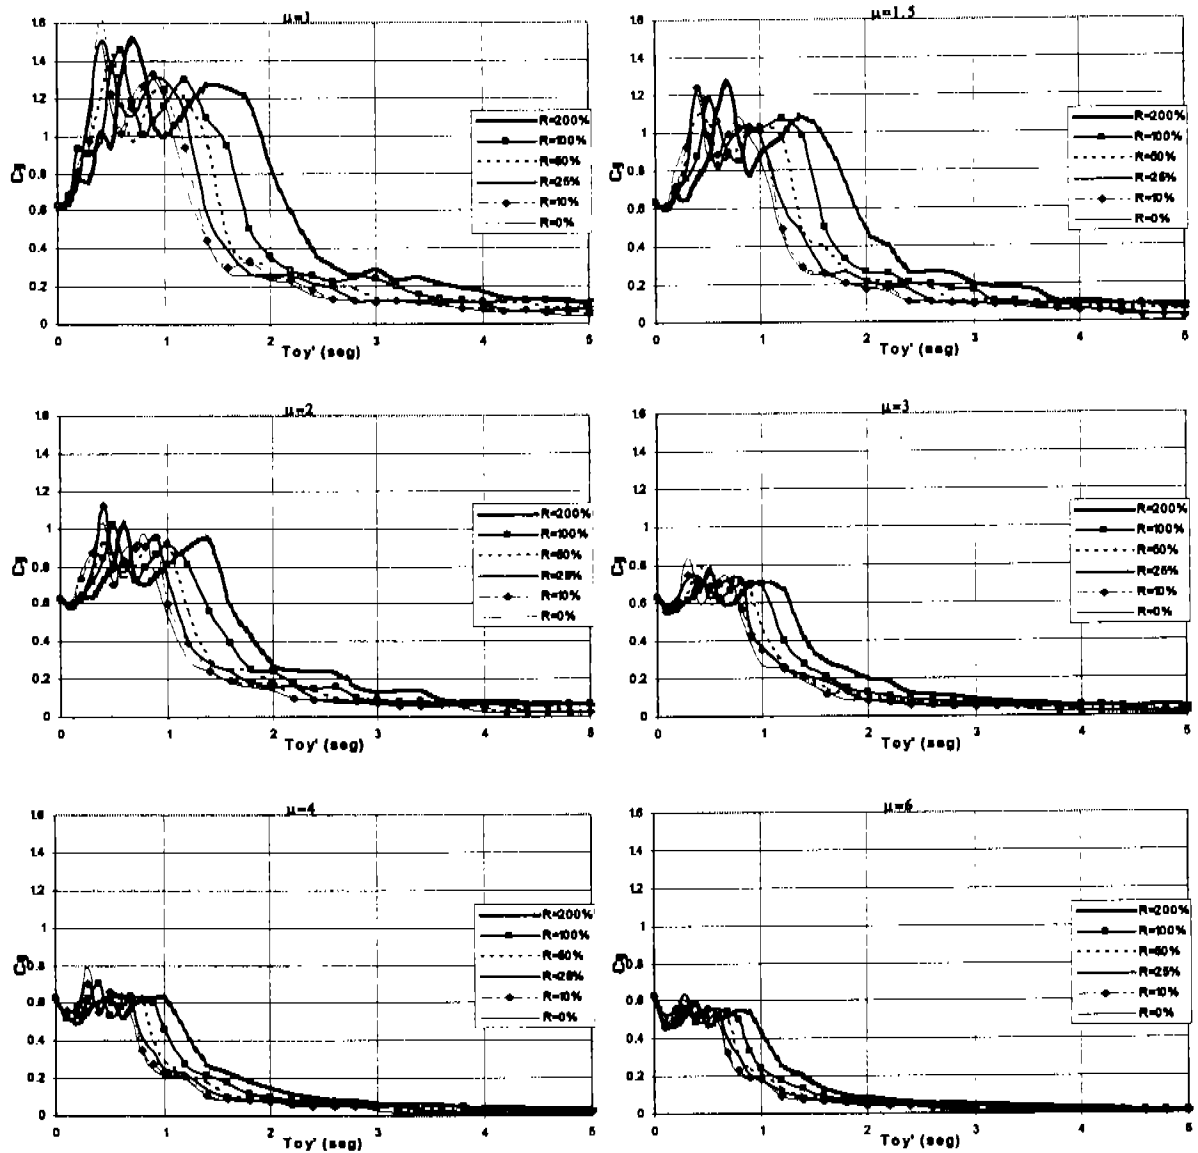 μ=1
1.6
1.4
1.2
1
0.8
0.6
0.4
0.2
0
Cy
0 1 2 3 4 5
Toy' (seg)
R=200%
R=100%
R=50%
R=25%
R=10%
R=0%
μ=1.5
1.6
1.4
1.2
1
0.8
0.6
0.4
0.2
0
Cy
0 1 2 3 4 5
Toy' (seg)
R=200%
R=100%
R=50%
R=25%
R=10%
R=0%
μ=2
1.6
1.4
1.2
1
0.8
0.6
0.4
0.2
0
Cy
0 1 2 3 4 5
Toy' (seg)
R=200%
R=100%
R=50%
R=25%
R=10%
R=0%
μ=3
1.6
1.4
1.2
1
0.8
0.6
0.4
0.2
0
Cy
0 1 2 3 4 5
Toy' (seg)
R=200%
R=100%
R=50%
R=25%
R=10%
R=0%
μ=4
1.6
1.4
1.2
1
0.8
0.6
0.4
0.2
0
Cy
0 1 2 3 4 5
Toy' (seg)
R=200%
R=100%
R=50%
R=25%
R=10%
R=0%
μ=6
1.6
1.4
1.2
1
0.8
0.6
0.4
0.2
0
Cy
0 1 2 3 4 5
Toy' (seg)
R=200%
R=100%
R=50%
R=25%
R=10%
R=0%